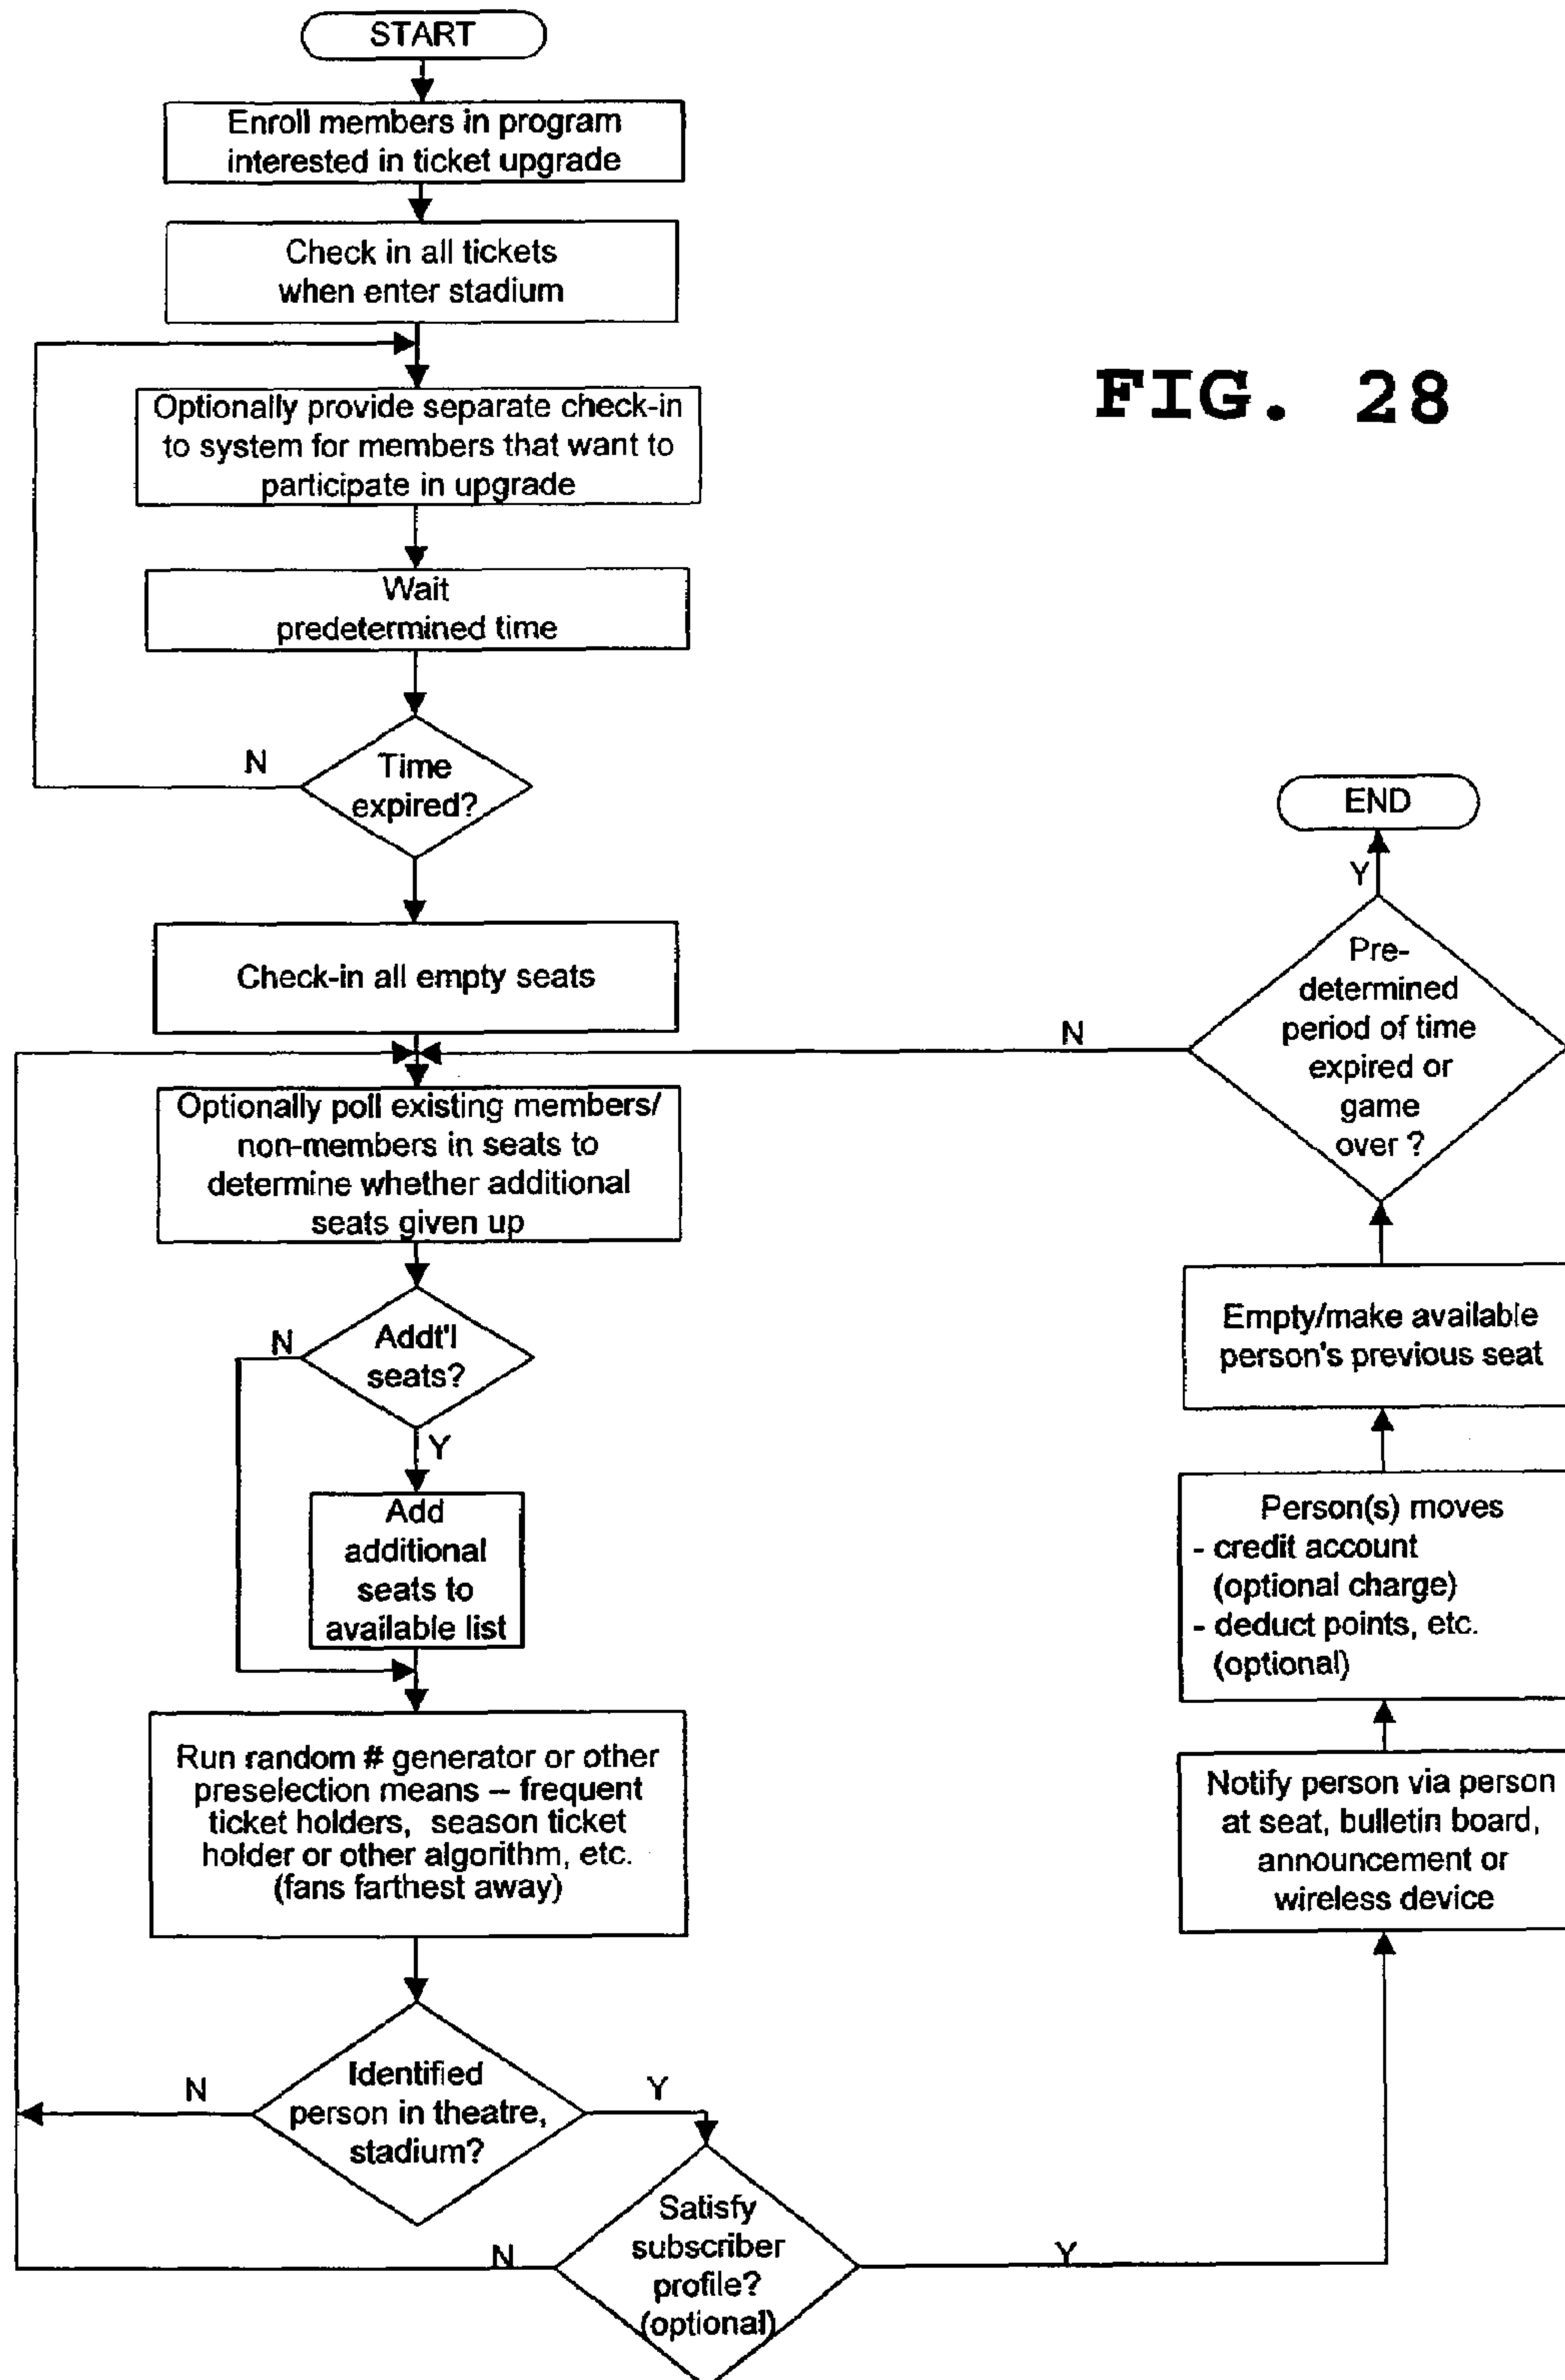 START
Enroll members in program
interested in ticket upgrade
Check in all tickets
when enter stadium
FIG. 28
Optionally provide separate check-in
to system for members that want to
participate in upgrade
Wait
predetermined time
N
Time
expired?
Check-in all empty seats
Optionally poll existing members/
non-members in seats to
determine whether additional
seats given up
N
Addt'l
seats?
Y
Add
additional
seats to
available list
Run random # generator or other
preselection means – frequent
ticket holders, season ticket
holder or other algorithm, etc.
(fans farthest away)
N
Identified
person in theatre,
stadium?
Y
N
Satisfy
subscriber
profile?
(optional)
Y
Notify person via person
at seat, bulletin board,
announcement or
wireless device
Person(s) moves
- credit account
(optional charge)
- deduct points, etc.
(optional)
Empty/make available
person's previous seat
Pre-
determined
period of time
expired or
game
over ?
N
Y
END